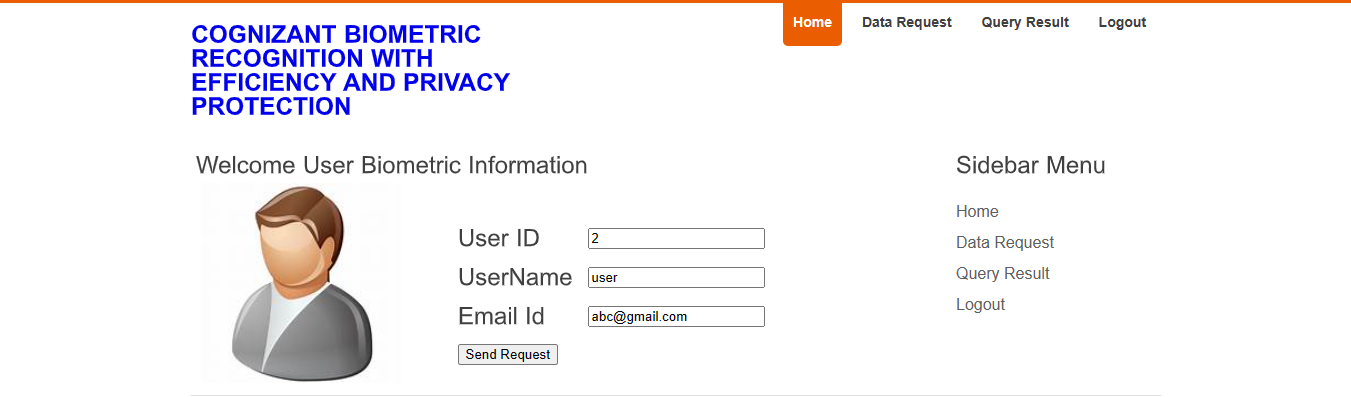 Home Data Request Query Result Logout
COGNIZANT BIOMETRIC
RECOGNITION WITH
EFFICIENCY AND PRIVACY
PROTECTION
Welcome User Biometric Information
User ID 2
UserName user
Email Id abc@gmail.com
Send Request
Sidebar Menu
Home
Data Request
Query Result
Logout